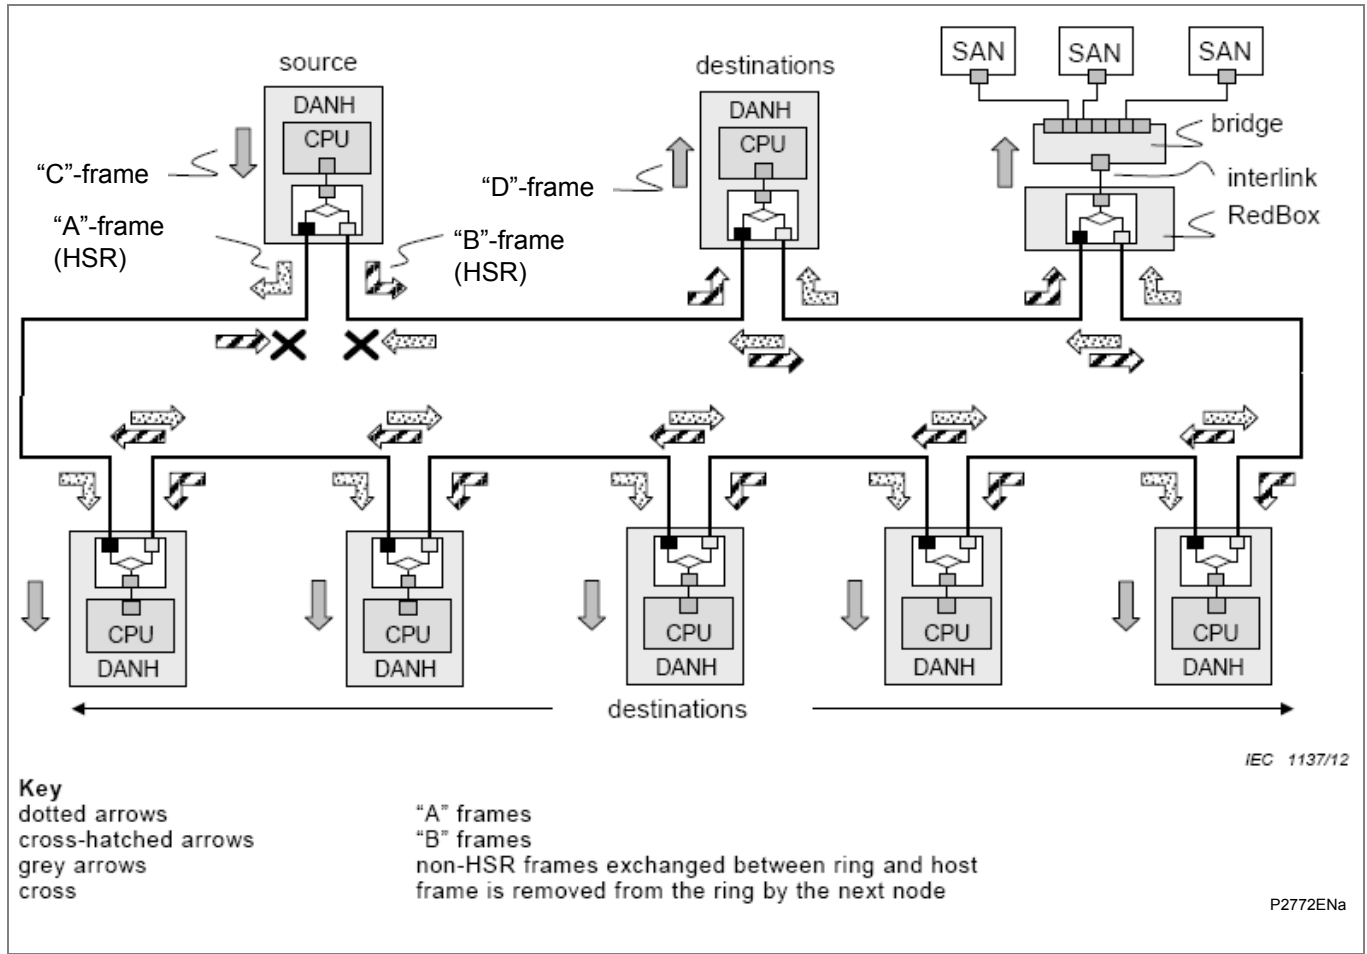 source
DANH
CPU
"C"-frame
"A"-frame
(HSR)
"B"-frame
(HSR)
destinations
DANH
CPU
"D"-frame
SAN
SAN
SAN
bridge
interlink
RedBox
CPU
DANH
CPU
DANH
CPU
DANH
CPU
DANH
CPU
DANH
destinations
IEC 1137/12
Key
dotted arrows "A" frames
cross-hatched arrows "B" frames
grey arrows non-HSR frames exchanged between ring and host
cross frame is removed from the ring by the next node
P2772ENa